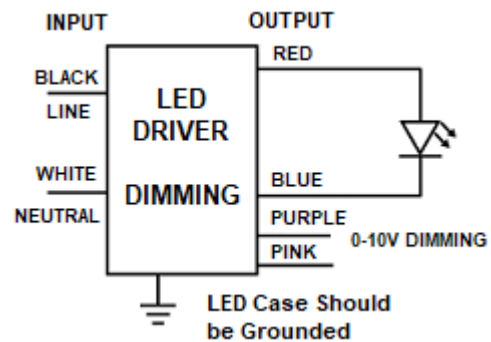 INPUT
OUTPUT
BLACK
LINE
WHITE
NEUTRAL
LED
DRIVER
DIMMING
RED
BLUE
PURPLE
PINK
0-10V DIMMING
LED Case Should
be Grounded